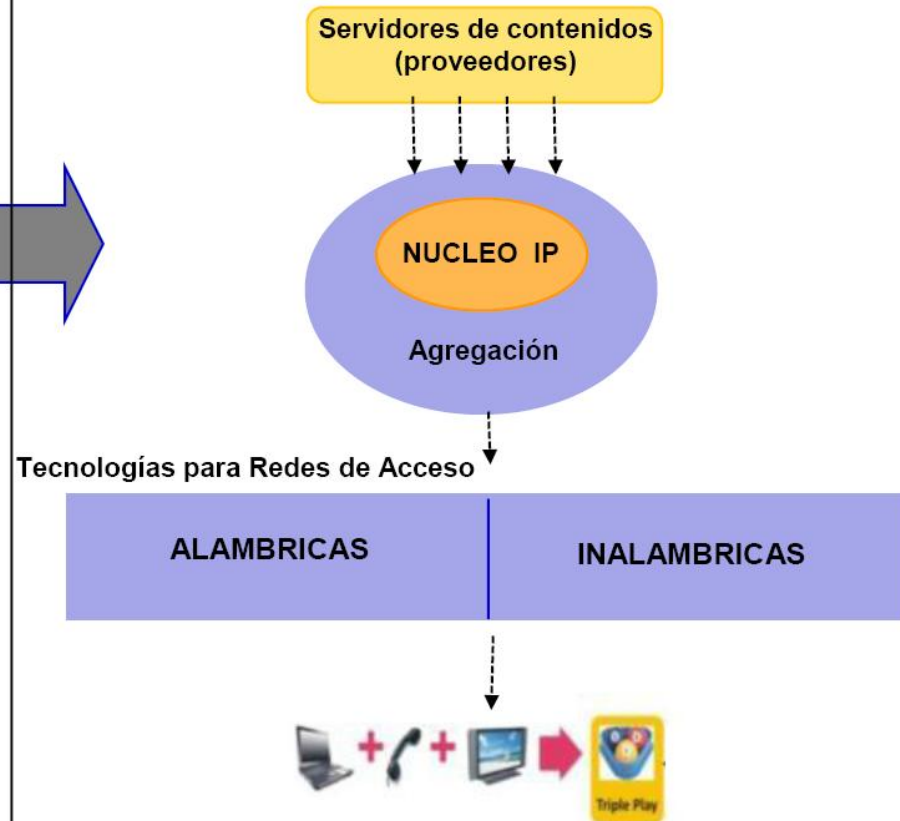 Servidores de contenidos
(proveedores)
NUCLEO IP
Agregación
Tecnologías para Redes de Acceso
ALAMBRICAS
INALAMBRICAS
Triple Play